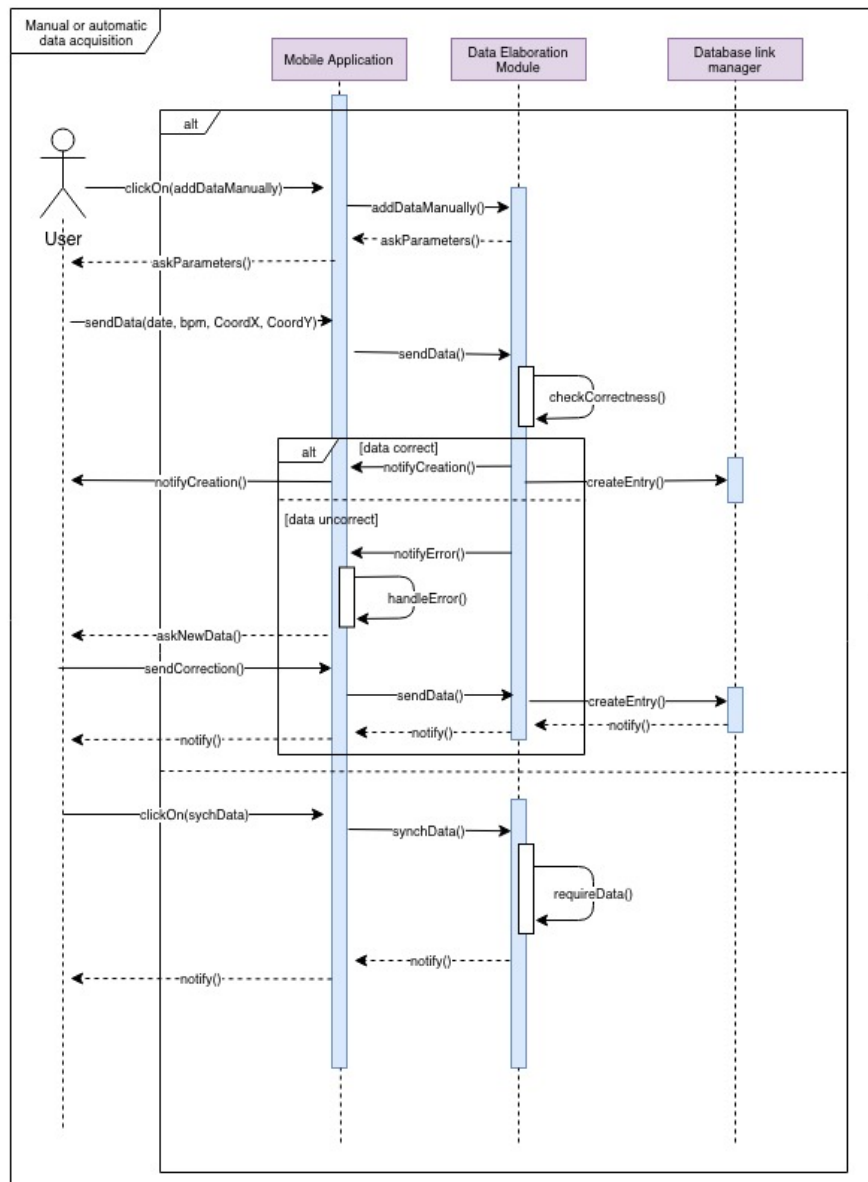 Manual or automatic
data acquisition
Mobile Application
Data Elaboration
Module
Database link
manager
alt
User
clickOn(addDataManually)
addDataManually()
askParameters()
askParameters()
sendData(date, bpm, CoordX, CoordY)
sendData()
checkCorrectness()
alt
[data correct]
notifyCreation()
notifyCreation()
createEntry()
[data uncorrect]
notifyError()
handleError()
askNewData()
sendCorrection()
sendData()
createEntry()
notify()
notify()
notify()
clickOn(sychData)
synchData()
requireData()
notify()
notify()